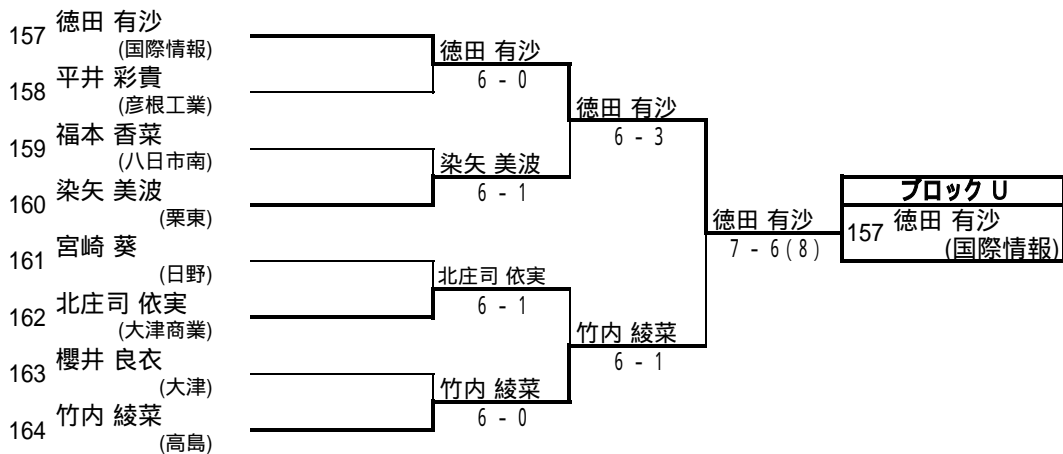 157 徳田 有沙
(国際情報)
158 平井 彩貴
(彦根工業)
159 福本 香菜
(八日市南)
160 染矢 美波
(栗東)
161 宮崎 葵
(日野)
162 北庄司 依実
(大津商業)
163 櫻井 良衣
(大津)
164 竹内 綾菜
(高島)
徳田 有沙
6 - 0
染矢 美波
6 - 1
北庄司 依実
6 - 1
竹内 綾菜
6 - 0
徳田 有沙
6 - 3
竹内 綾菜
6 - 1
徳田 有沙
7 - 6(8)
ブロック U
157 徳田 有沙
(国際情報)